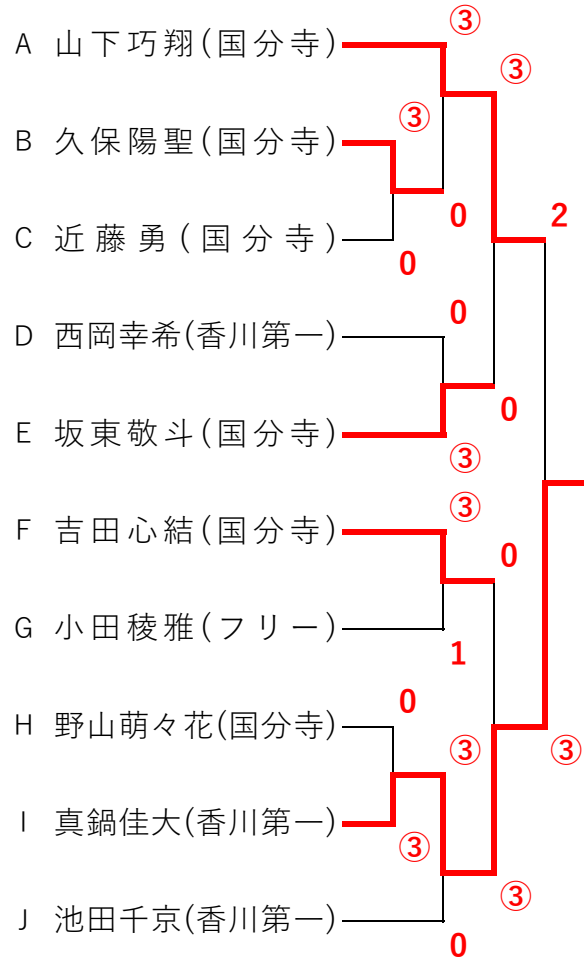 ③
A 山下巧翔(国分寺)
③
③
B 久保陽聖(国分寺)
0 2
C 近藤勇(国分寺)
0
0
D 西岡幸希(香川第一)
0
E 坂東敬斗(国分寺)
③
③
F 吉田心結(国分寺)
0
G 小田稜雅(フリー)
1
0
H 野山萌々花(国分寺)
③ ③
I 真鍋佳大(香川第一)
③
③
J 池田千京(香川第一)
0